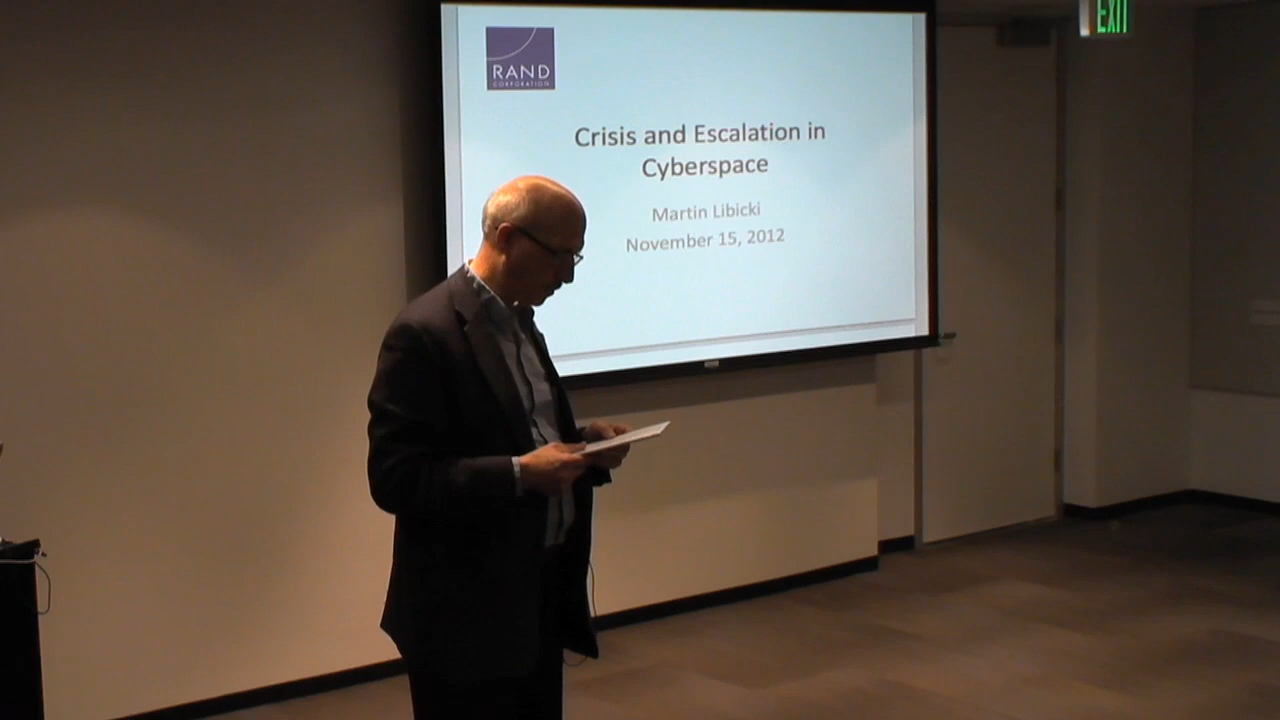 EXIT
RAND
CORPORATION
Crisis and Escalation in
Cyberspace
Martin Libicki
November 15, 2012